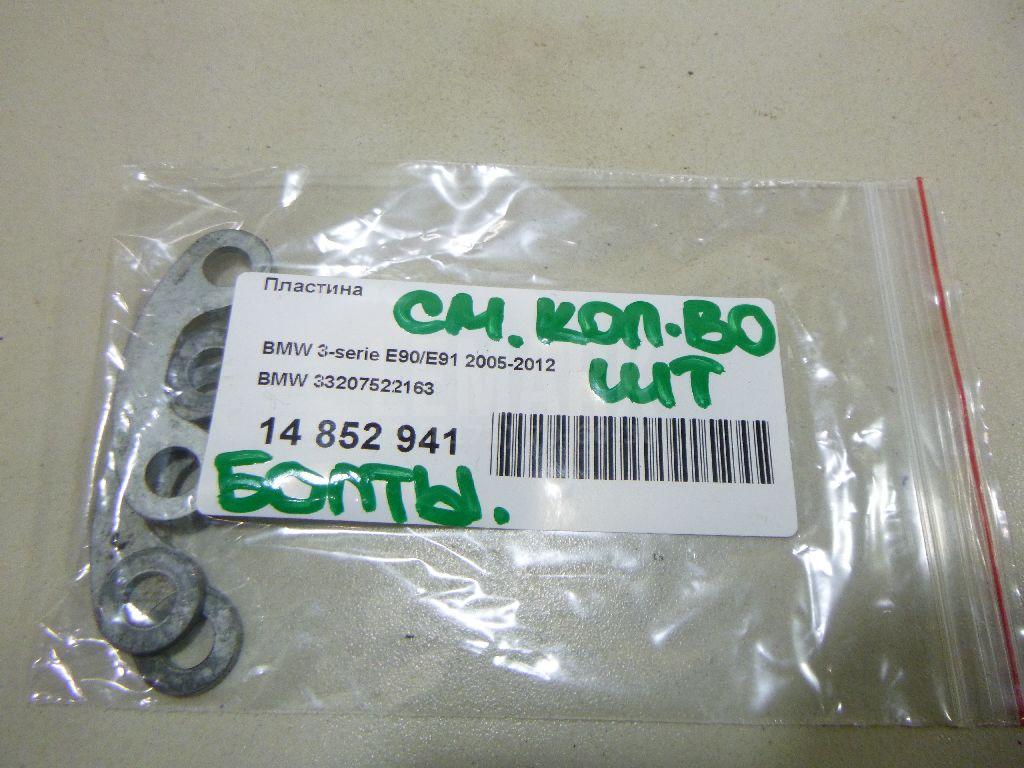 Пластина
СМ. КОЛ-ВО
ШТ
BMW 3-serie E90/E91 2005-2012
BMW 33207522163
14 852 941
БОЛТЫ.